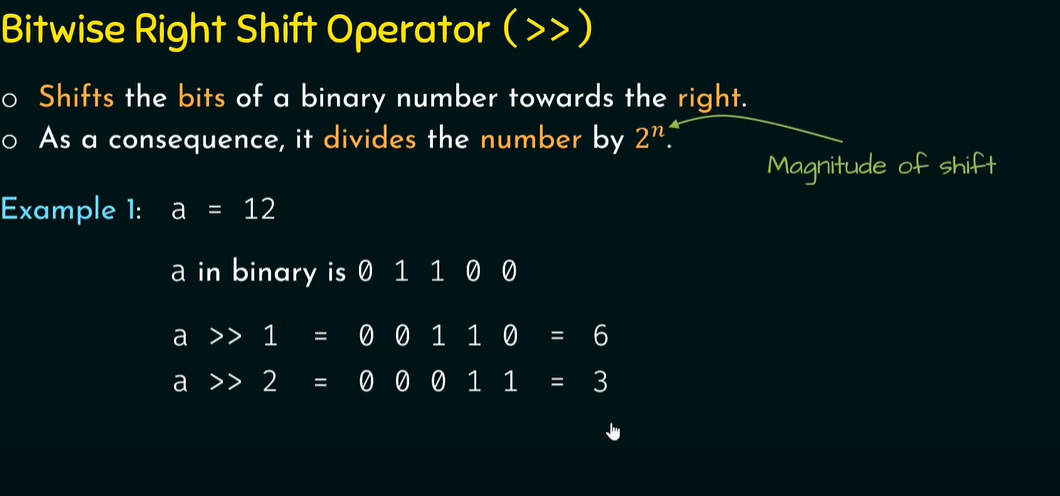 Bitwise Right Shift Operator (>>)
○ Shifts the bits of a binary number towards the right.
○ As a consequence, it divides the number by 2ⁿ.
Magnitude of shift
Example 1: a = 12
a in binary is 0 1 1 0 0
a >> 1 = 0 0 1 1 0 = 6
a >> 2 = 0 0 0 1 1 = 3